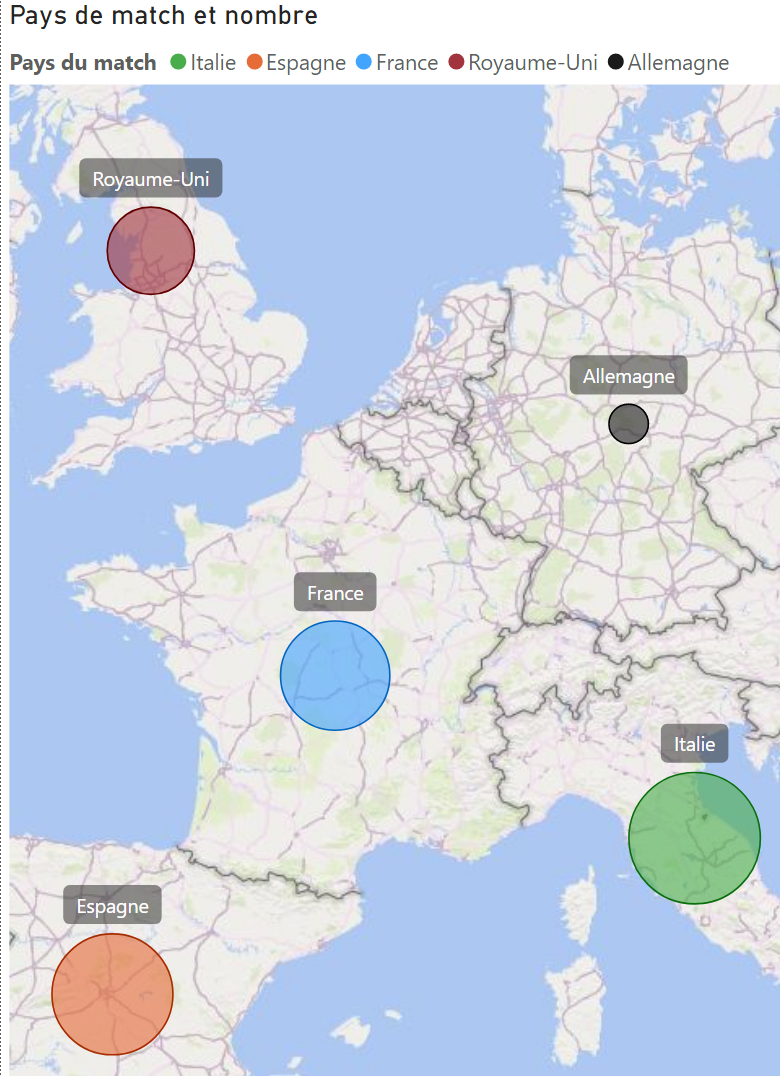 Pays de match et nombre
Pays du match Italie Espagne France Royaume-Uni Allemagne
Royaume-Uni
Allemagne
France
Italie
Espagne